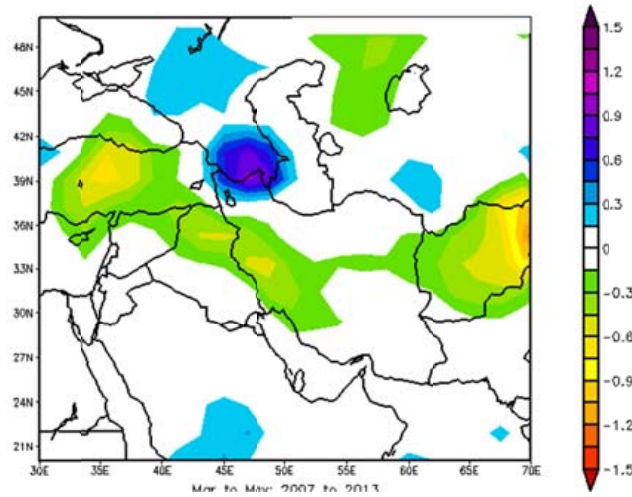 48N
45N
42N
39N
36N
33N
30N
27N
24N
21N
30E 35E 40E 45E 50E 55E 60E 65E 70E
Mar to May: 2007 to 2013
1.5
1.2
0.9
0.6
0.3
0
-0.3
-0.6
-0.9
-1.2
-1.5